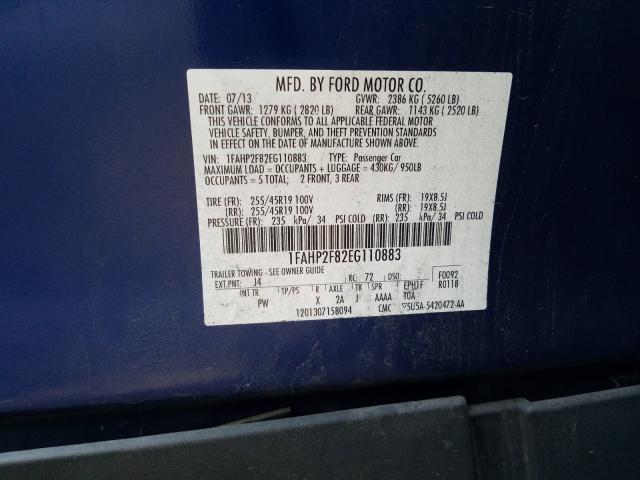 MFD. BY FORD MOTOR CO.
DATE: 07/13 GVWR: 2386 KG ( 5260 LB)
FRONT GAWR: 1279 KG ( 2820 LB) REAR GAWR: 1143 KG ( 2520 LB)
THIS VEHICLE CONFORMS TO ALL APPLICABLE FEDERAL MOTOR
VEHICLE SAFETY, BUMPER, AND THEFT PREVENTION STANDARDS
IN EFFECT ON THE DATE OF MANUFACTURE SHOWN ABOVE.
VIN: 1FAHP2F82EG110883 TYPE: Passenger Car
MAXIMUM LOAD = OCCUPANTS + LUGGAGE = 430KG/ 950LB
OCCUPANTS = 5 TOTAL; 2 FRONT, 3 REAR
TIRE (FR): 255/45R19 100V RIMS (FR): 19X8.5J
(RR): 255/45R19 100V (RR): 19X8.5J
PRESSURE (FR): 235 kPa/ 34 PSI COLD (RR): 235 kPa/ 34 PSI COLD
1FAHP2F82EG110883
TRAILER TOWING - SEE OWNER GUIDE
EXT.PNT: J4 RC: 72 DSO: F0092
INT TR TP/PS R AXLE TR SPR R0118
PW X 2A J AAAA TOA
1201307158094 CMC 5U5A-5420472-AA